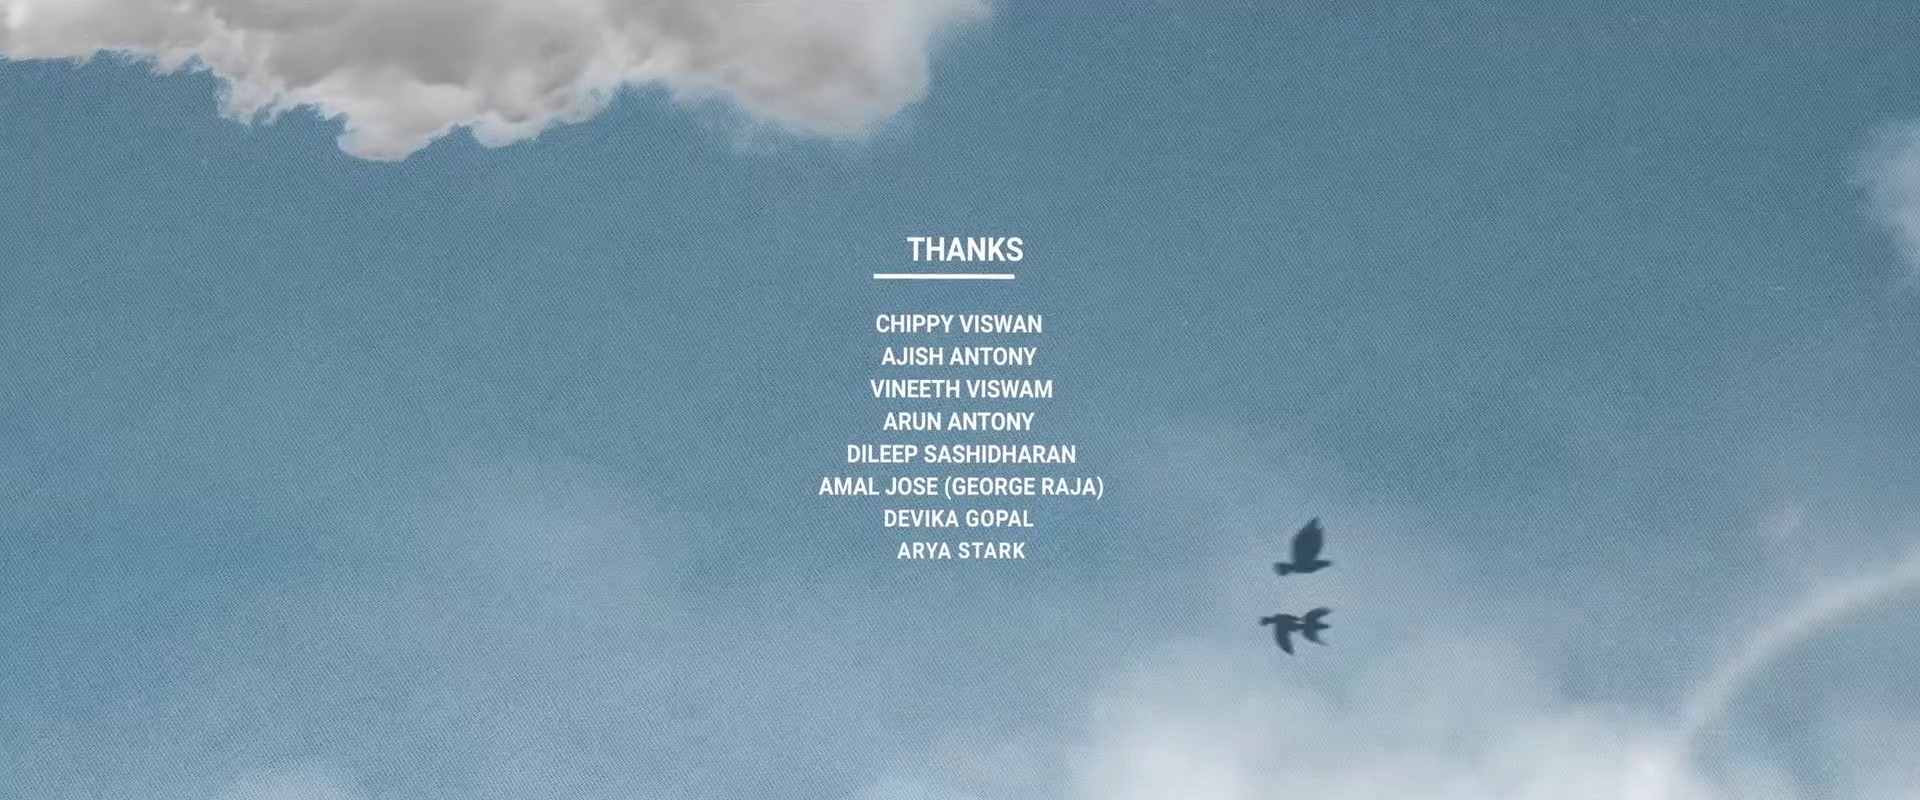 THANKS
CHIPPY VISWAN
AJISH ANTONY
VINEETH VISWAM
ARUN ANTONY
DILEEP SASHIDHARAN
AMAL JOSE (GEORGE RAJA)
DEVIKA GOPAL
ARYA STARK